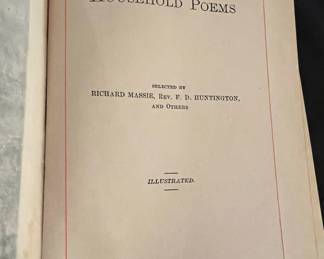 HOUSEHOLD POEMS
SELECTED BY
RICHARD MASSIE, REV. F. D. HUNTINGTON,
AND OTHERS
ILLUSTRATED.